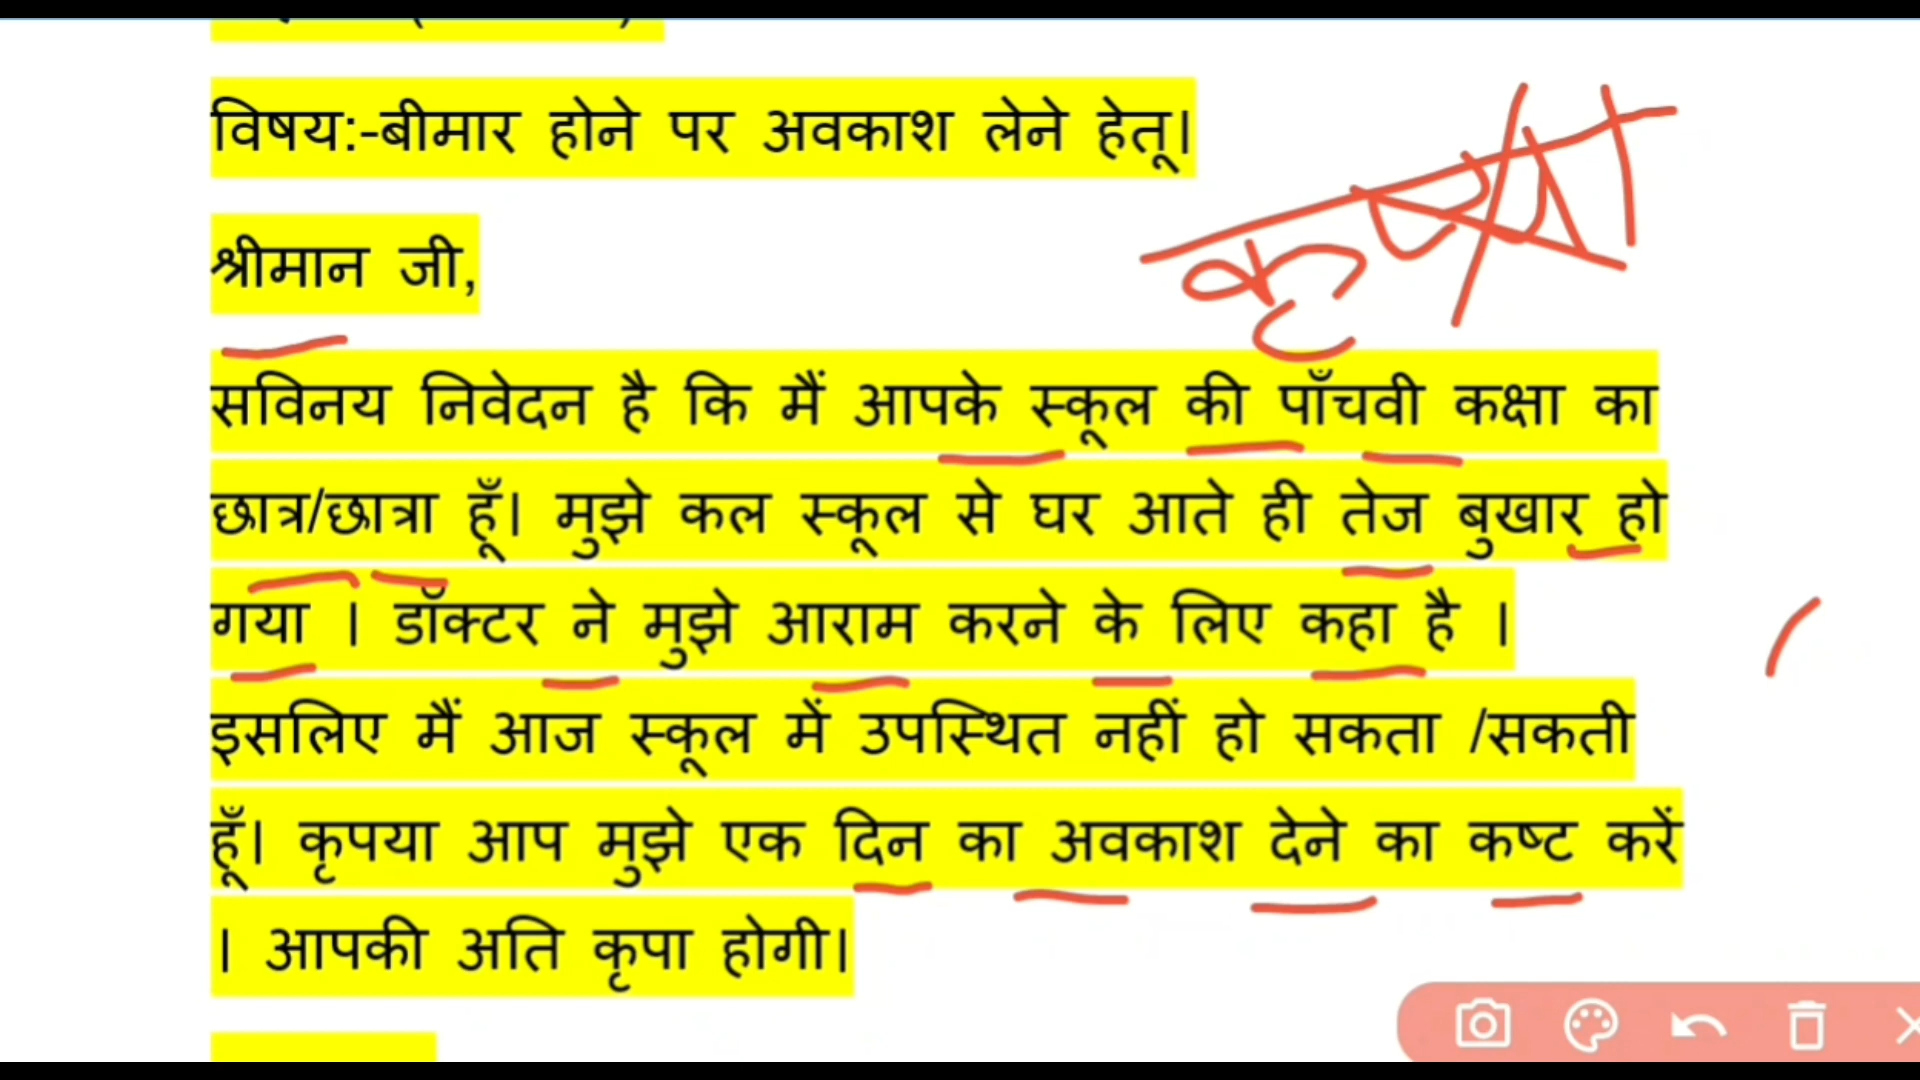 विषय:-बीमार होने पर अवकाश लेने हेतू।
श्रीमान जी,
सविनय निवेदन है कि मैं आपके स्कूल की पाँचवी कक्षा का
छात्र/छात्रा हूँ। मुझे कल स्कूल से घर आते ही तेज बुखार हो
गया । डॉक्टर ने मुझे आराम करने के लिए कहा है ।
इसलिए मैं आज स्कूल में उपस्थित नहीं हो सकता /सकती
हूँ। कृपया आप मुझे एक दिन का अवकाश देने का कष्ट करें
। आपकी अति कृपा होगी।